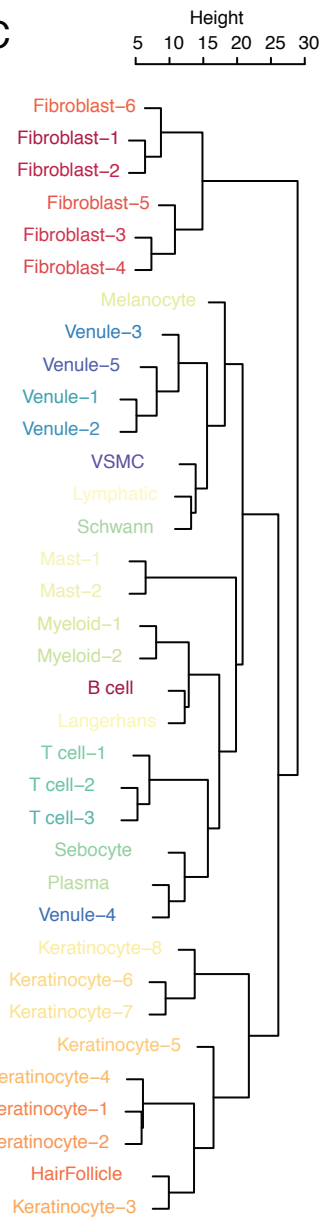 C
Height
5 10 15 20 25 30
Fibroblast−6
Fibroblast−1
Fibroblast−2
Fibroblast−5
Fibroblast−3
Fibroblast−4
Melanocyte
Venule−3
Venule−5
Venule−1
Venule−2
VSMC
Lymphatic
Schwann
Mast−1
Mast−2
Myeloid−1
Myeloid−2
B cell
Langerhans
T cell−1
T cell−2
T cell−3
Sebocyte
Plasma
Venule−4
Keratinocyte−8
Keratinocyte−6
Keratinocyte−7
Keratinocyte−5
eratinocyte−4
eratinocyte−1
eratinocyte−2
HairFollicle
Keratinocyte−3